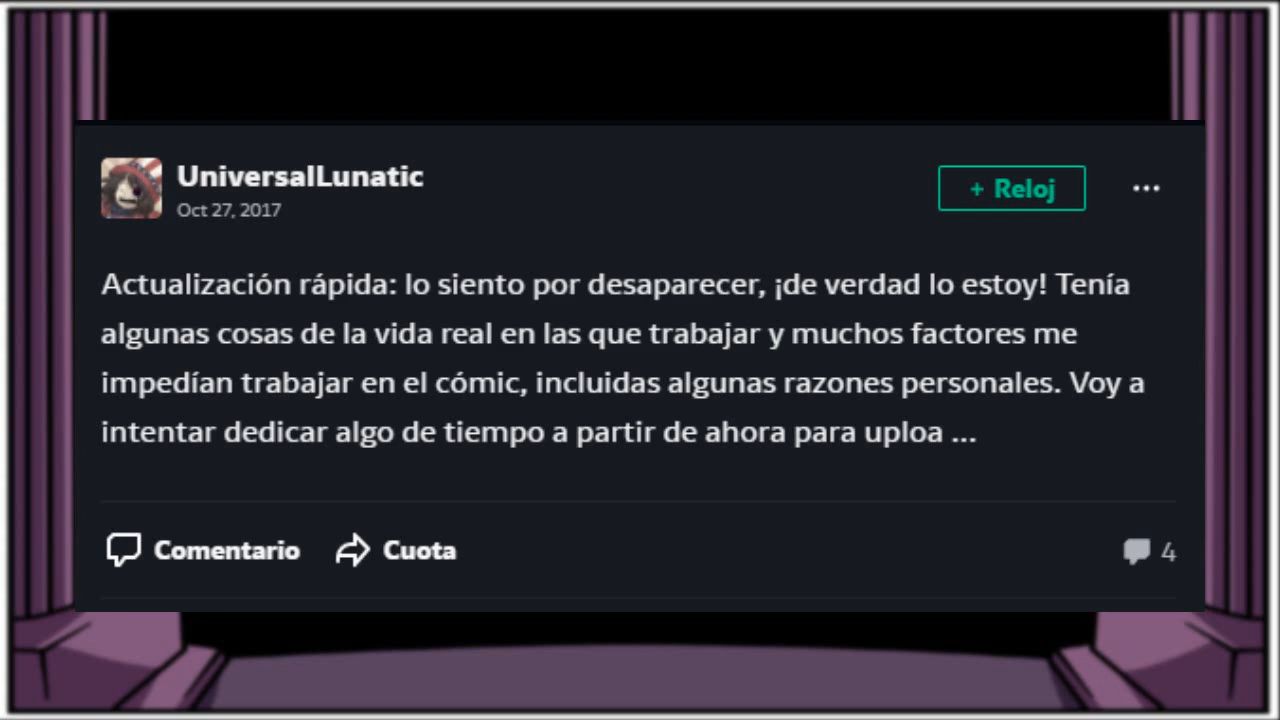 UniversalLunatic
Oct 27, 2017
+ Reloj
Actualización rápida: lo siento por desaparecer, ¡de verdad lo estoy! Tenía
algunas cosas de la vida real en las que trabajar y muchos factores me
impedían trabajar en el cómic, incluidas algunas razones personales. Voy a
intentar dedicar algo de tiempo a partir de ahora para uploa ...
Comentario
Cuota
4